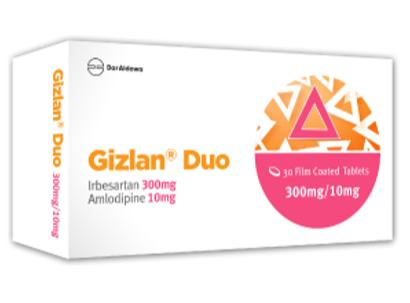 Dar Aldawa
Gizlan® Duo
Irbesartan 300mg
Amlodipine 10mg
30 Film Coated Tablets
300mg/10mg
Gizlan® Duo 300mg/10mg